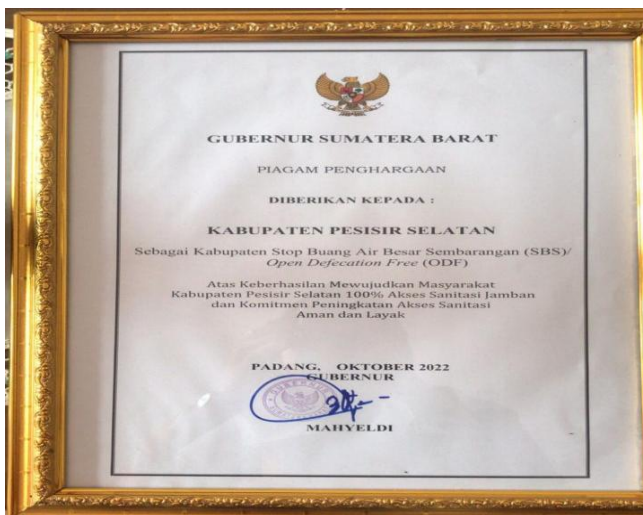 GUBERNUR SUMATERA BARAT
PIAGAM PENGHARGAAN
DIBERIKAN KEPADA :
KABUPATEN PESISIR SELATAN
Sebagai Kabupaten Stop Buang Air Besar Sembarangan (SBS)/
Open Defecation Free (ODF)
Atas Keberhasilan Mewujudkan Masyarakat
Kabupaten Pesisir Selatan 100% Akses Sanitasi Jamban
dan Komitmen Peningkatan Akses Sanitasi
Aman dan Layak
PADANG, OKTOBER 2022
GUBERNUR
MAHYELDI